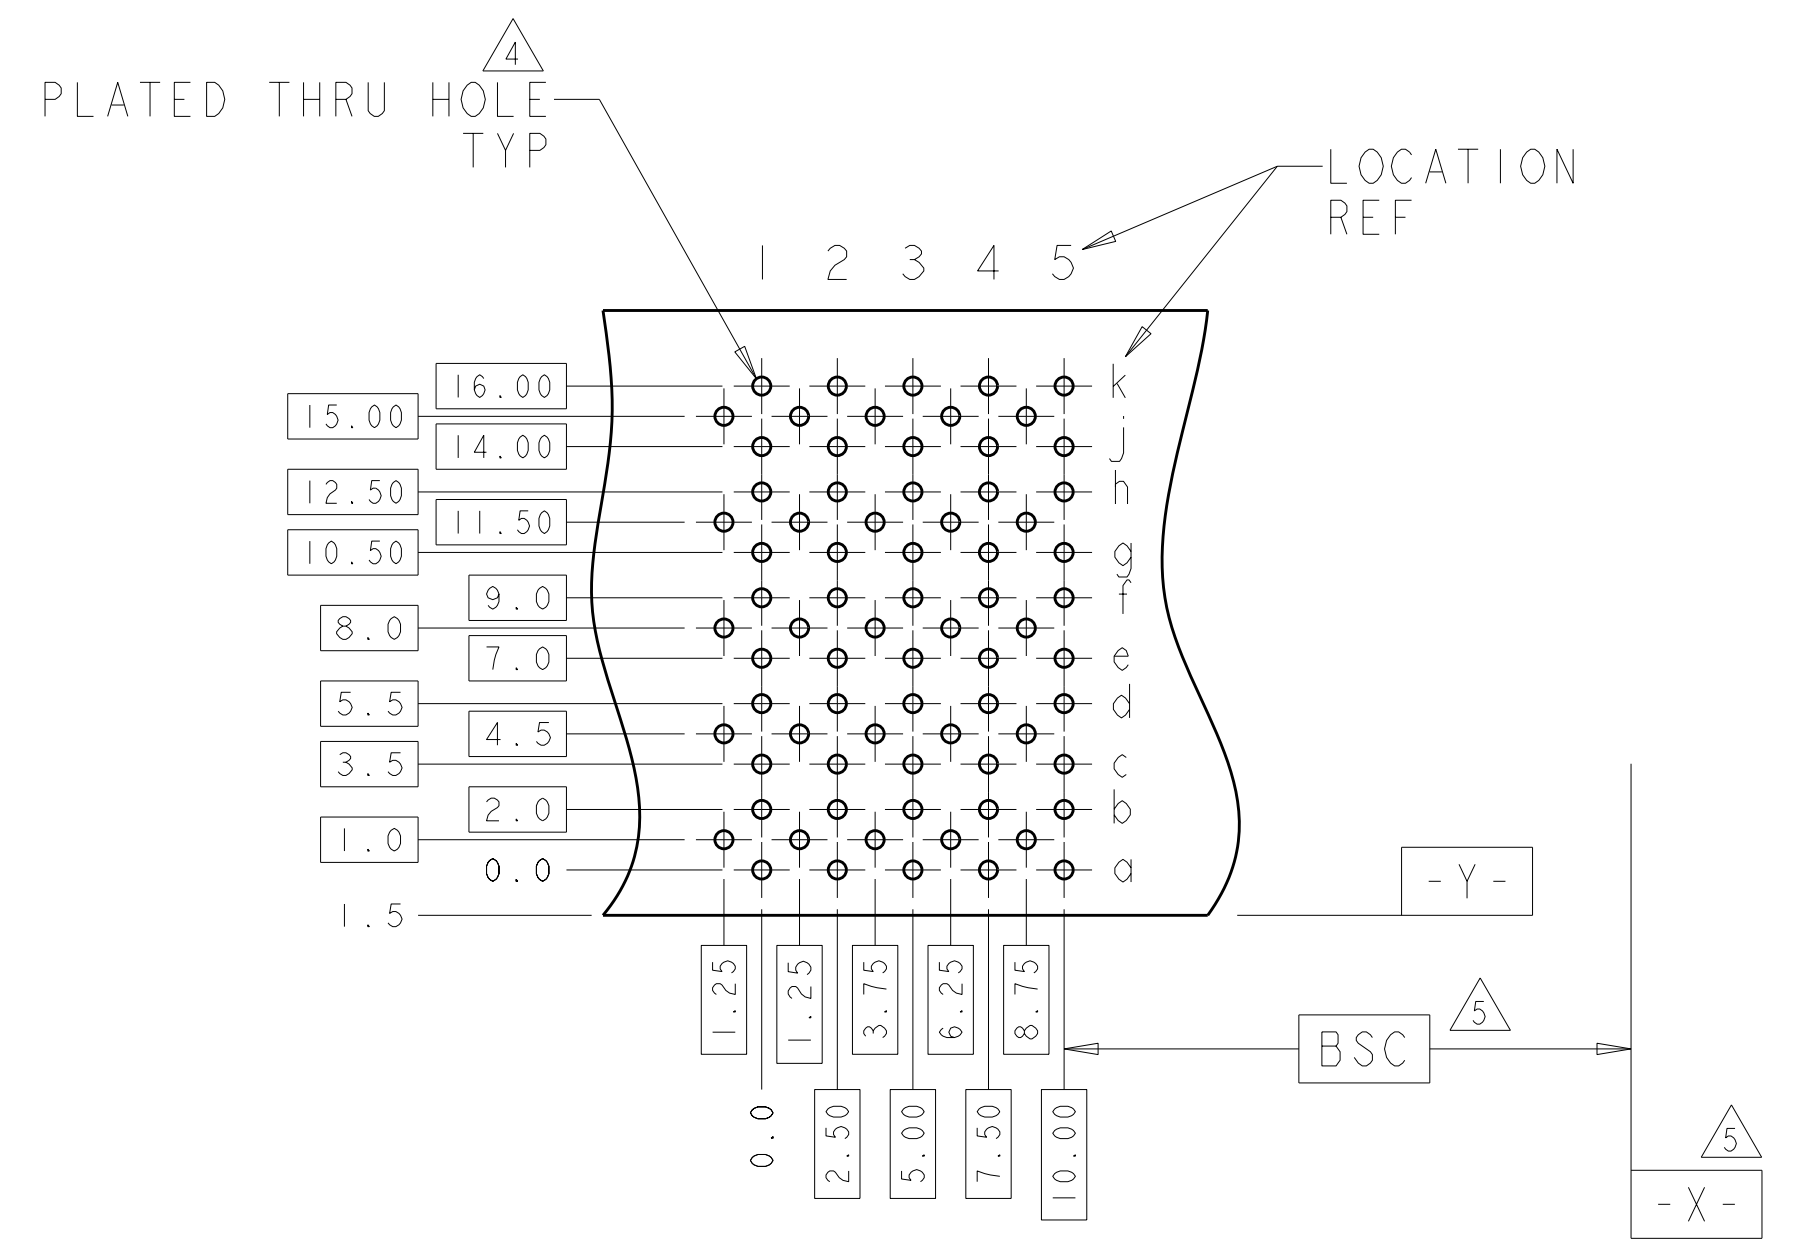 4
PLATED THRU HOLE
TYP
LOCATION
REF
1 2 3 4 5
16.00 k
15.00
14.00 j
12.50 h
11.50
10.50 g
9.0 f
8.0
7.0 e
5.5 d
4.5
3.5 c
2.0 b
1.0
0.0 a
1.5
-Y-
1.25 1.25 3.75 6.25 8.75
BSC 5
0.0 2.50 5.00 7.50 10.00
5
-X-